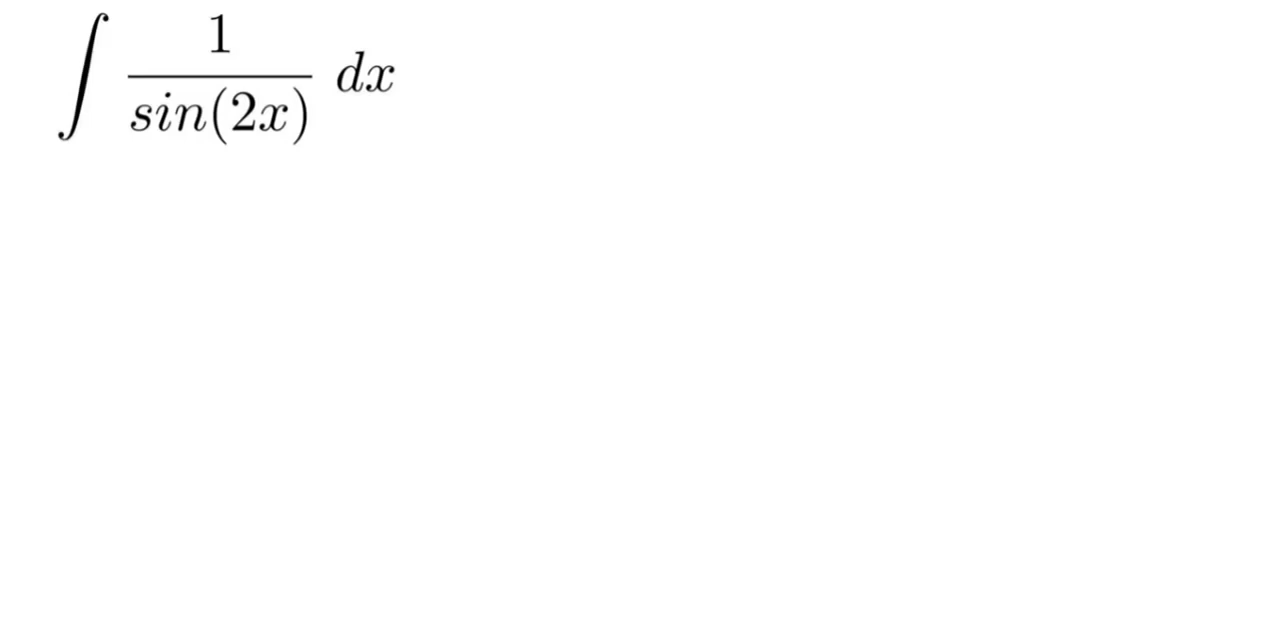 ∫ 1/sin(2x) dx